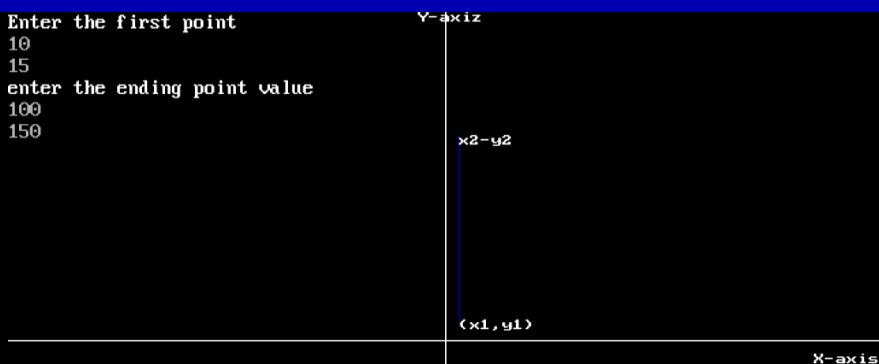 Enter the first point
10
15
enter the ending point value
100
150
Y-axiz
x2-y2
(x1,y1)
X-axis